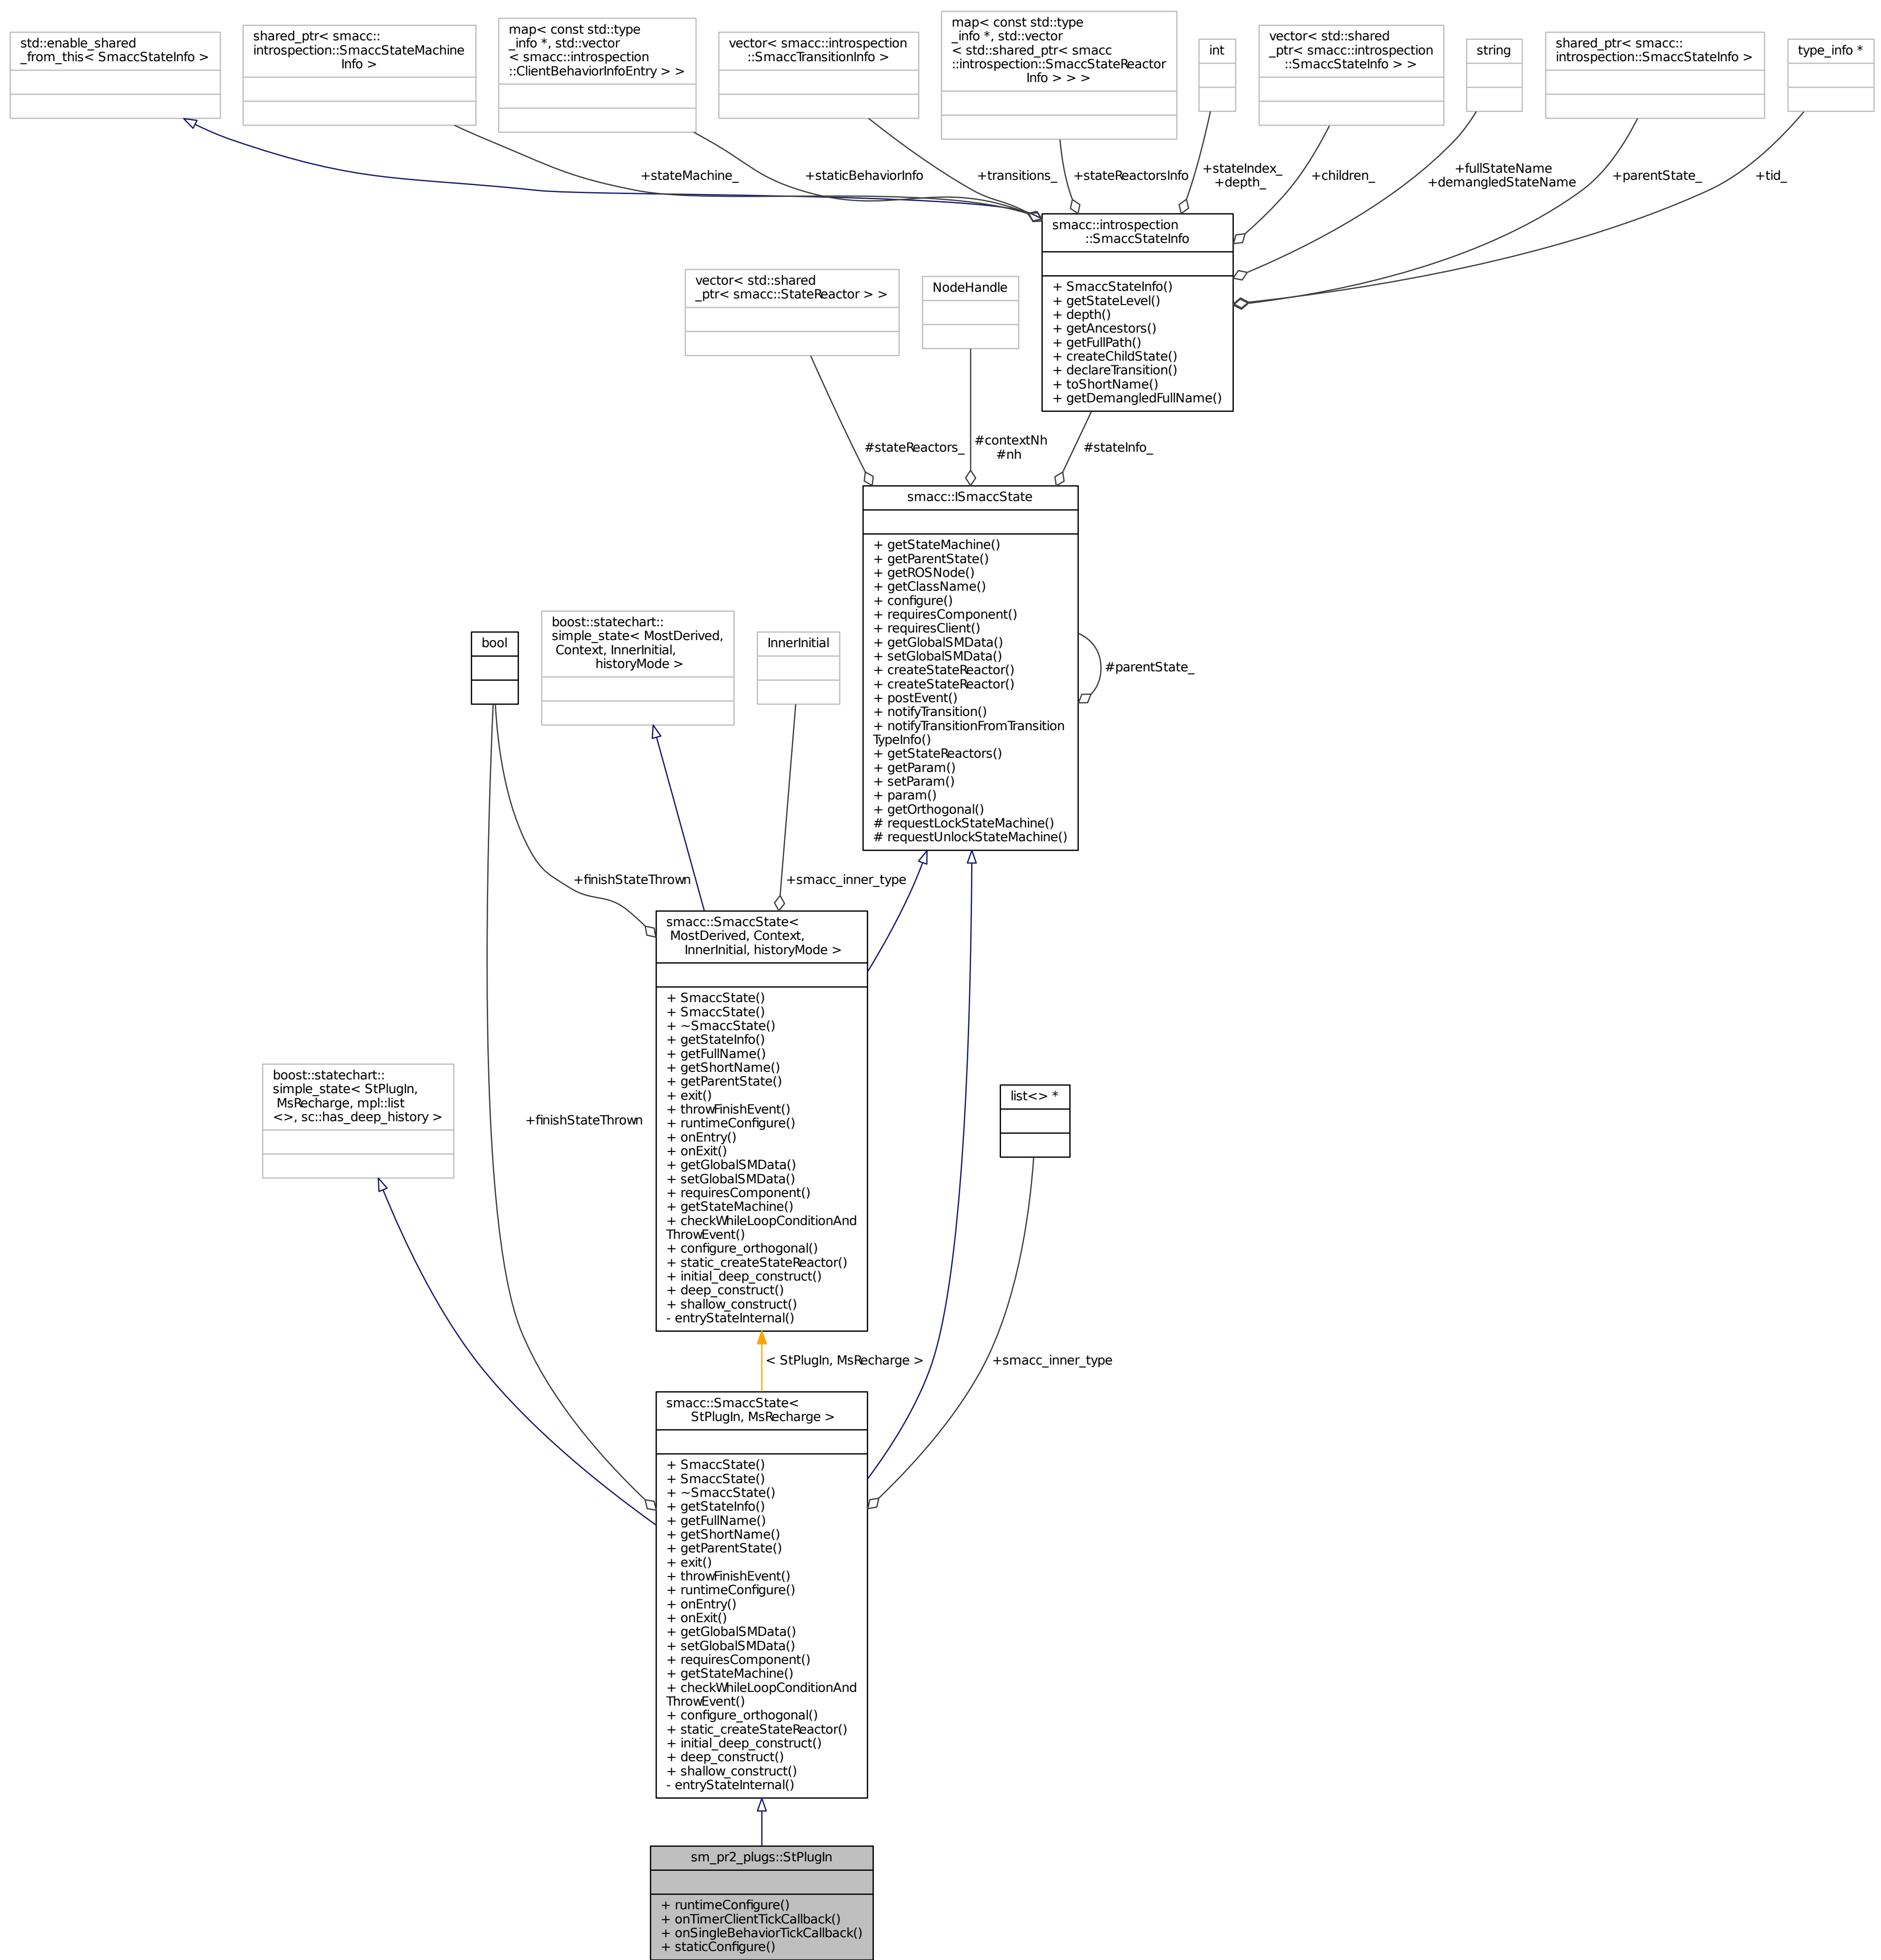 std::enable_shared
_from_this< SmaccStateInfo >
shared_ptr< smacc::
introspection::SmaccStateMachine
Info >
map< const std::type
_info *, std::vector
< smacc::introspection
::ClientBehaviorInfoEntry > >
vector< smacc::introspection
::SmaccTransitionInfo >
map< const std::type
_info *, std::vector
< std::shared_ptr< smacc
::introspection::SmaccStateReactor
Info > > >
int
vector< std::shared
_ptr< smacc::introspection
::SmaccStateInfo > >
string
shared_ptr< smacc::
introspection::SmaccStateInfo >
type_info *
+stateMachine_
+staticBehaviorInfo
+transitions_
+stateReactorsInfo
+stateIndex_
+depth_
+children_
+fullStateName
+demangledStateName
+parentState_
+tid_
smacc::introspection
::SmaccStateInfo
+ SmaccStateInfo()
+ getStateLevel()
+ depth()
+ getAncestors()
+ getFullPath()
+ createChildState()
+ declareTransition()
+ toShortName()
+ getDemangledFullName()
vector< std::shared
_ptr< smacc::StateReactor > >
NodeHandle
#stateReactors_
#contextNh
#nh
#stateInfo_
smacc::ISmaccState
+ getStateMachine()
+ getParentState()
+ getROSNode()
+ getClassName()
+ configure()
+ requiresComponent()
+ requiresClient()
+ getGlobalSMData()
+ setGlobalSMData()
+ createStateReactor()
+ createStateReactor()
+ postEvent()
+ notifyTransition()
+ notifyTransitionFromTransition
TypeInfo()
+ getStateReactors()
+ getParam()
+ setParam()
+ param()
+ getOrthogonal()
# requestLockStateMachine()
# requestUnlockStateMachine()
#parentState_
bool
boost::statechart::
simple_state< MostDerived,
Context, InnerInitial,
historyMode >
InnerInitial
+finishStateThrown
+smacc_inner_type
smacc::SmaccState<
MostDerived, Context,
InnerInitial, historyMode >
+ SmaccState()
+ SmaccState()
+ ~SmaccState()
+ getStateInfo()
+ getFullName()
+ getShortName()
+ getParentState()
+ exit()
+ throwFinishEvent()
+ runtimeConfigure()
+ onEntry()
+ onExit()
+ getGlobalSMData()
+ setGlobalSMData()
+ requiresComponent()
+ getStateMachine()
+ checkWhileLoopConditionAnd
ThrowEvent()
+ configure_orthogonal()
+ static_createStateReactor()
+ initial_deep_construct()
+ deep_construct()
+ shallow_construct()
- entryStateInternal()
boost::statechart::
simple_state< StPlugIn,
MsRecharge, mpl::list
<>, sc::has_deep_history >
+finishStateThrown
list<> *
< StPlugIn, MsRecharge >
+smacc_inner_type
smacc::SmaccState<
StPlugIn, MsRecharge >
+ SmaccState()
+ SmaccState()
+ ~SmaccState()
+ getStateInfo()
+ getFullName()
+ getShortName()
+ getParentState()
+ exit()
+ throwFinishEvent()
+ runtimeConfigure()
+ onEntry()
+ onExit()
+ getGlobalSMData()
+ setGlobalSMData()
+ requiresComponent()
+ getStateMachine()
+ checkWhileLoopConditionAnd
ThrowEvent()
+ configure_orthogonal()
+ static_createStateReactor()
+ initial_deep_construct()
+ deep_construct()
+ shallow_construct()
- entryStateInternal()
sm_pr2_plugs::StPlugIn
+ runtimeConfigure()
+ onTimerClientTickCallback()
+ onSingleBehaviorTickCallback()
+ staticConfigure()